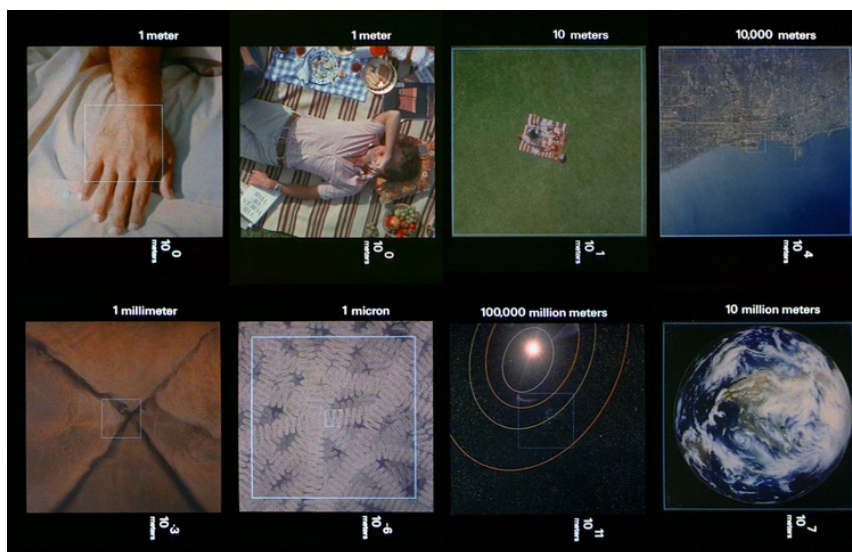 1 meter
10 0
meters
1 meter
10 0
meters
10 meters
10 1
meters
10,000 meters
10 4
meters
1 millimeter
10 -3
meters
1 micron
10 -6
meters
100,000 million meters
10 11
meters
10 million meters
10 7
meters